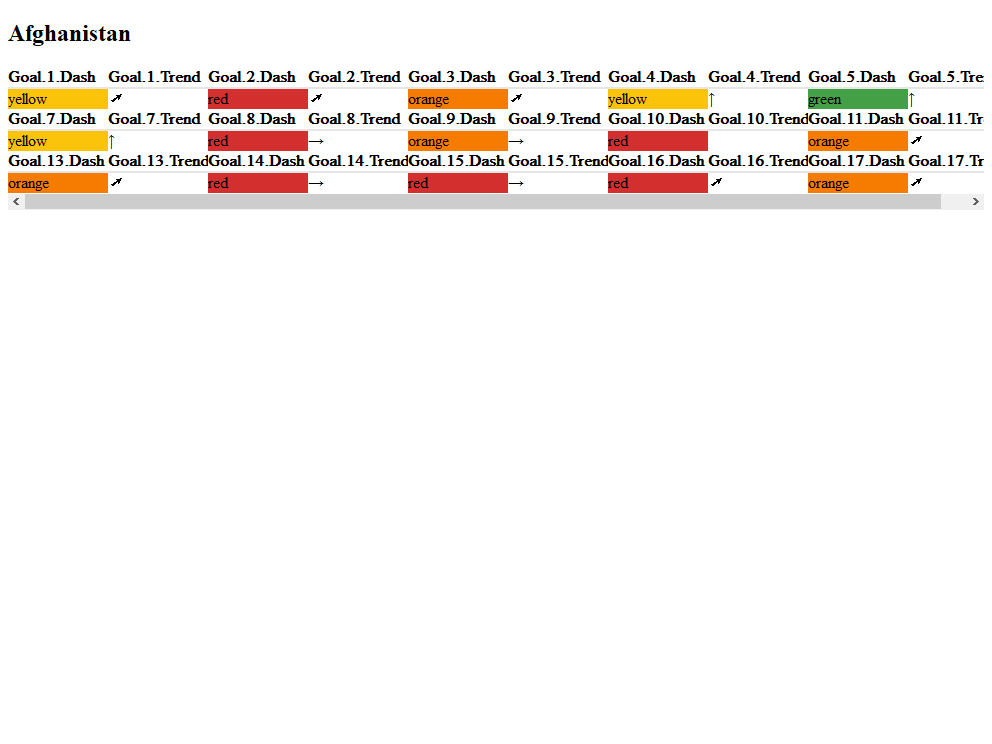 Afghanistan
Goal.1.Dash Goal.1.Trend Goal.2.Dash Goal.2.Trend Goal.3.Dash Goal.3.Trend Goal.4.Dash Goal.4.Trend Goal.5.Dash Goal.5.Tre
yellow ↗ red ↗ orange ↗ yellow ↑ green ↑
Goal.7.Dash Goal.7.Trend Goal.8.Dash Goal.8.Trend Goal.9.Dash Goal.9.Trend Goal.10.Dash Goal.10.Trend Goal.11.Dash Goal.11.Tr
yellow ↑ red → orange → red orange ↗
Goal.13.Dash Goal.13.Trend Goal.14.Dash Goal.14.Trend Goal.15.Dash Goal.15.Trend Goal.16.Dash Goal.16.Trend Goal.17.Dash Goal.17.T
orange ↗ red → red → red ↗ orange ↗